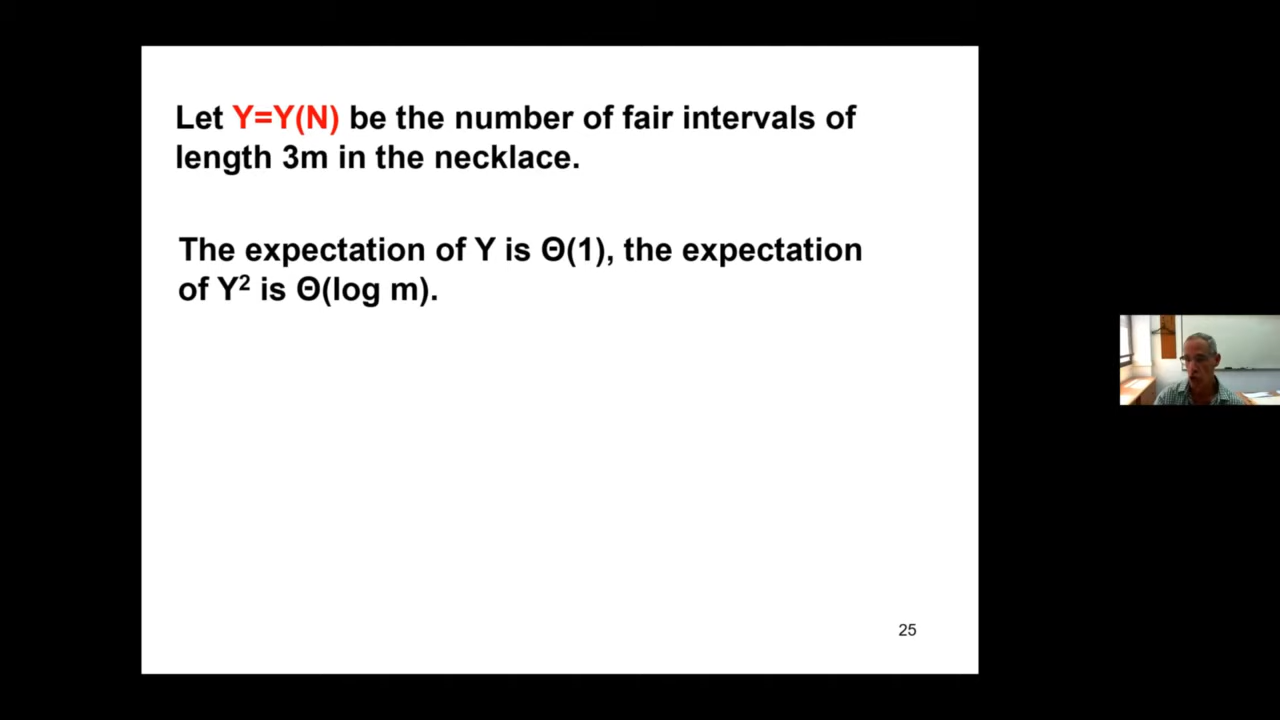 Let Y=Y(N) be the number of fair intervals of
length 3m in the necklace.
The expectation of Y is Θ(1), the expectation
of Y² is Θ(log m).
25